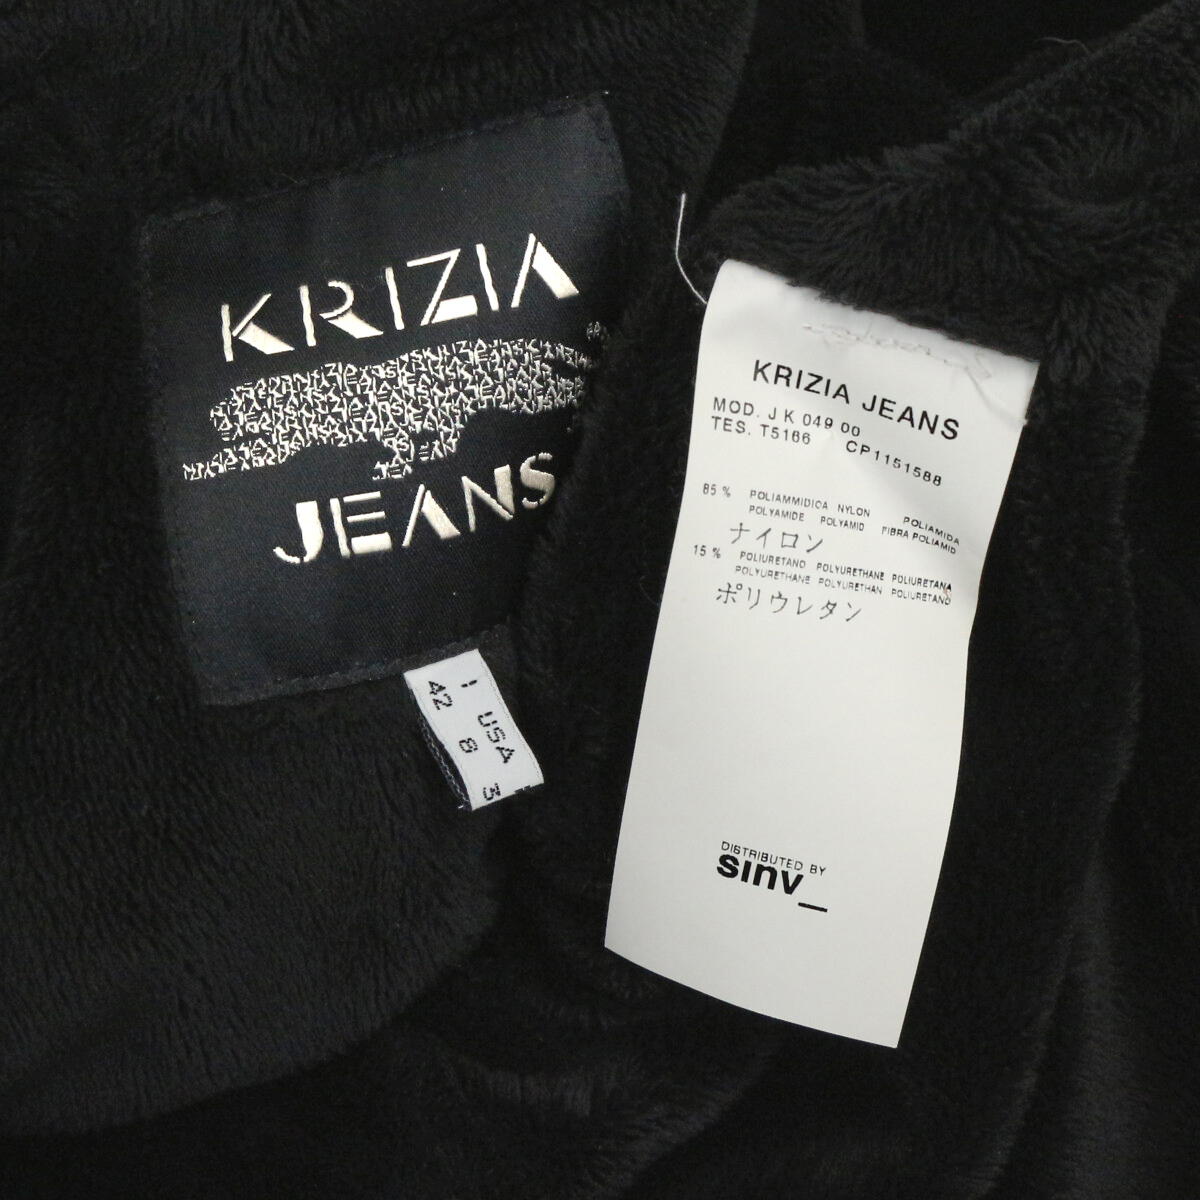 KRIZIA
JEANS
I USA
42 8 3
KRIZIA JEANS
MOD. JK 049 00
TES. T5166 CP1151588
85 % POLIAMMIDICA NYLON POLIAMIDA
POLYAMIDE POLYAMID FIBRA POLIAMID
ナイロン
15 % POLIURETANO POLYURETHANE POLIURETANA
POLYURETHANE POLYURETHAN POLIURETANO
ポリウレタン
DISTRIBUTED BY
sinv_